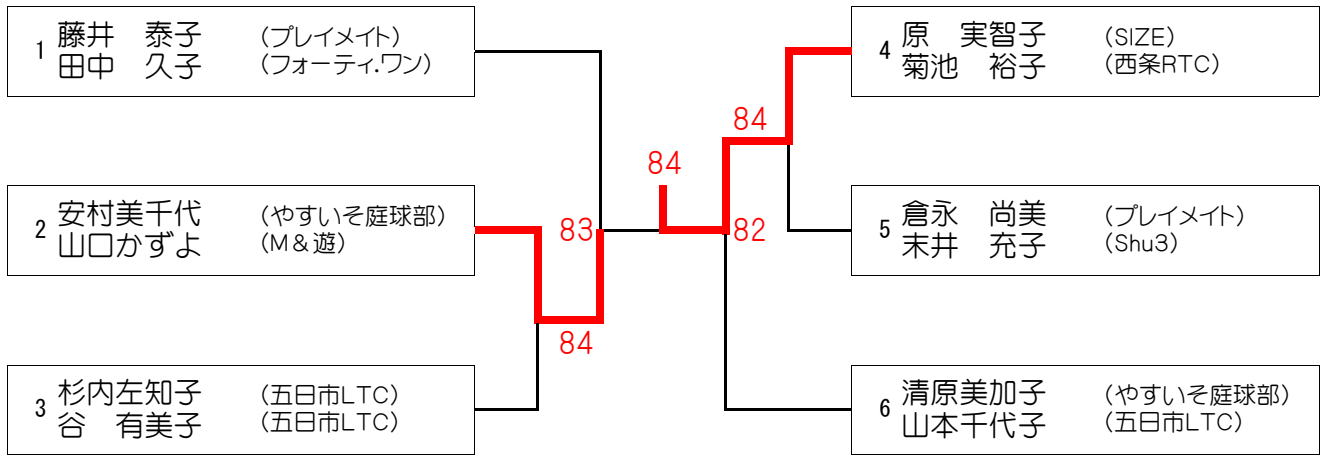 1 藤井　泰子 (プレイメイト)
田中　久子 (フォーティ.ワン)
2 安村美千代 (やすいそ庭球部)
山口かずよ (M＆遊)
3 杉内左知子 (五日市LTC)
谷　有美子 (五日市LTC)
83
84
84
84
82
4 原　実智子 (SIZE)
菊池　裕子 (西条RTC)
5 倉永　尚美 (プレイメイト)
末井　充子 (Shu3)
6 清原美加子 (やすいそ庭球部)
山本千代子 (五日市LTC)